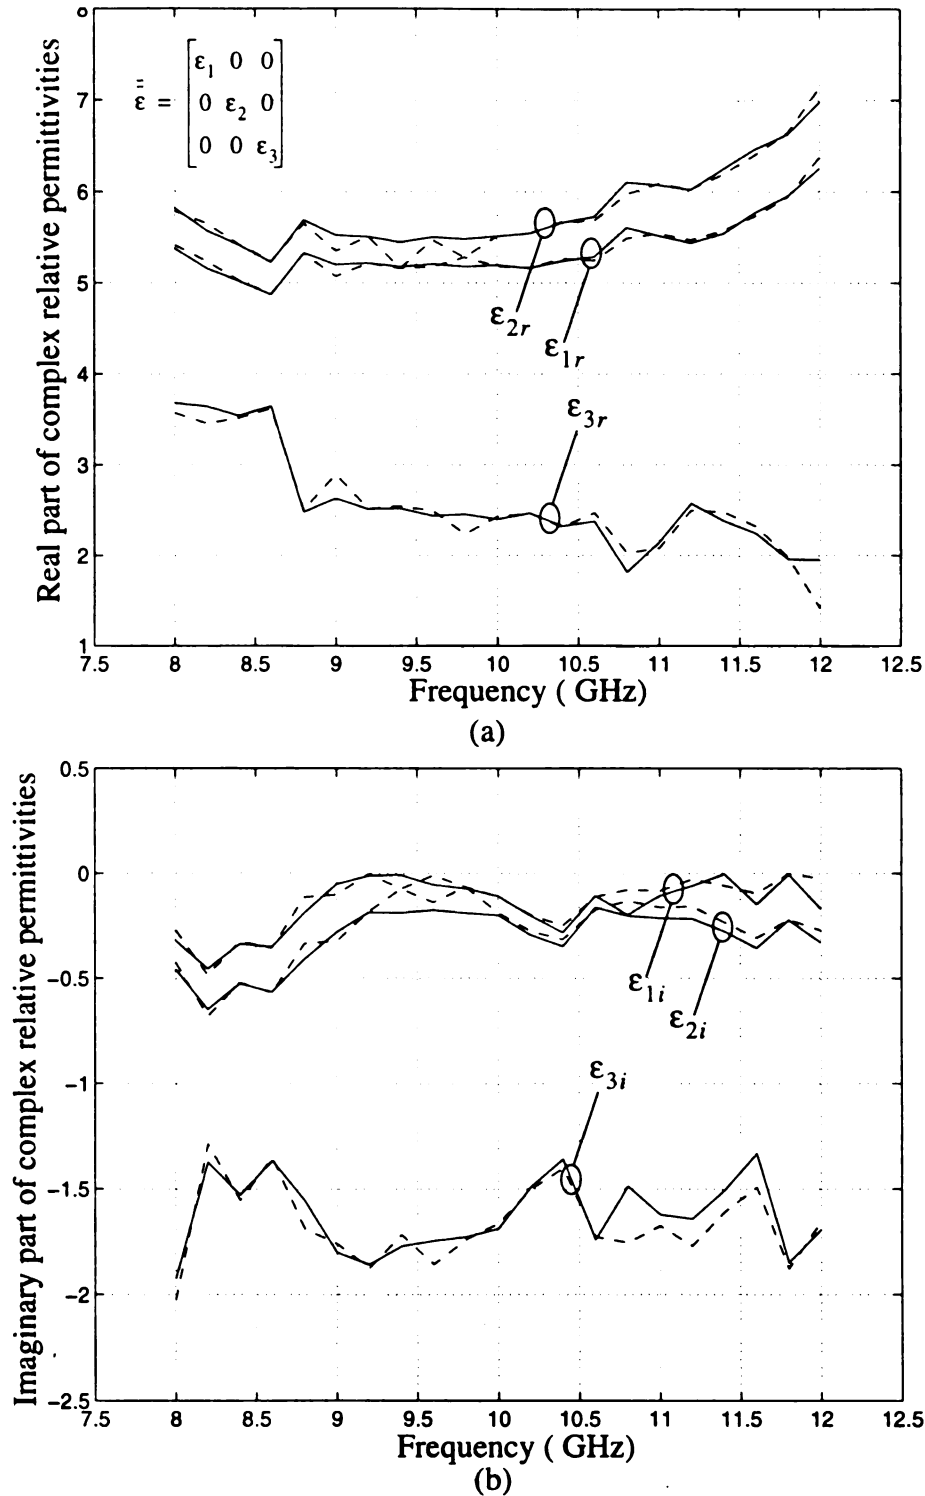 8
7
6
5
4
3
2
1
Real part of complex relative permittivities
ε̿ = [ε1 0 0
0 ε2 0
0 0 ε3]
ε2r
ε1r
ε3r
7.5 8 8.5 9 9.5 10 10.5 11 11.5 12 12.5
Frequency ( GHz)
(a)
0.5
0
-0.5
-1
-1.5
-2
-2.5
Imaginary part of complex relative permittivities
ε1i
ε2i
ε3i
7.5 8 8.5 9 9.5 10 10.5 11 11.5 12 12.5
Frequency ( GHz)
(b)